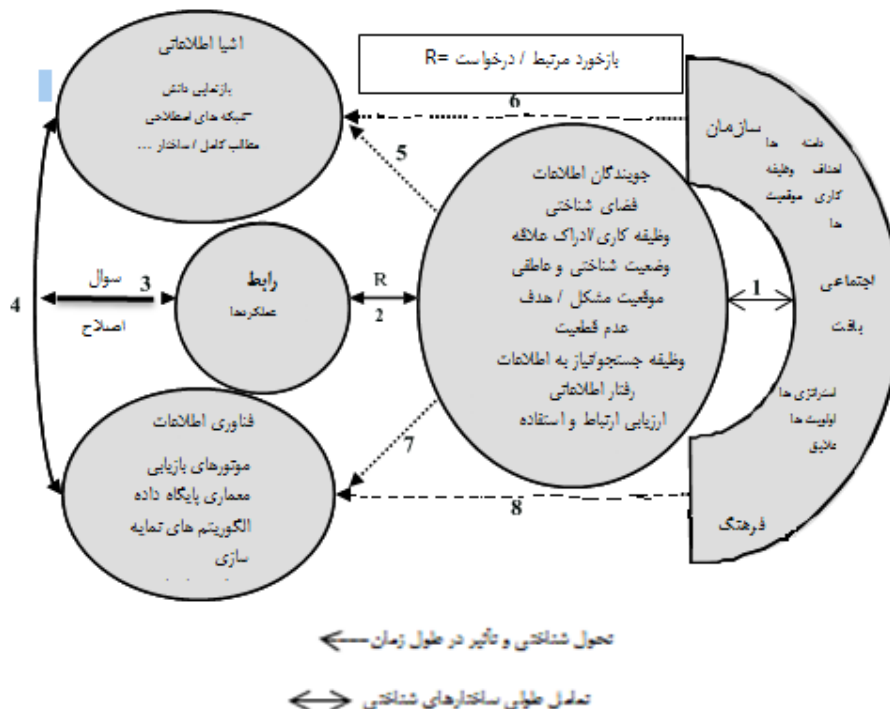 R= بازخورد مرتبط / درخواست
اشیا اطلاعاتی
بازنمایی دانش
شبکه های اصطلاحی
مطالب کامل / ساختار ...
6
5
سازمان
دامنه ها
اهداف وظیفه
کاری موقعیت
ها
اجتماعی
بافت
استراتژی ها
اولویت ها
علایق
فرهنگ
1
جویندگان اطلاعات
فضای شناختی
وظیفه کاری/ادراک علاقه
وضعیت شناختی و عاطفی
موقعیت مشکل / هدف
عدم قطعیت
وظیفه جستجو/نیاز به اطلاعات
رفتار اطلاعاتی
ارزیابی ارتباط و استفاده
R
2
رابط
عملکردها
سوال
3
اصلاح
4
7
8
فناوری اطلاعات
موتورهای بازیابی
معماری پایگاه داده
الگوریتم های نمایه
سازی
تحول شناختی و تأثیر در طول زمان
تعامل طولی ساختارهای شناختی